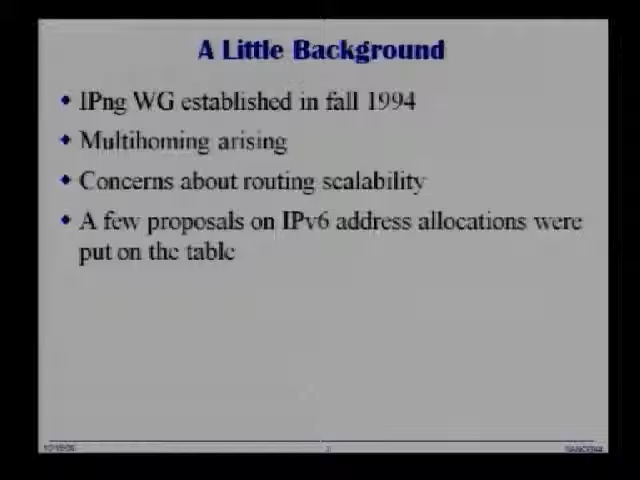 A Little Background
• IPng WG established in fall 1994
• Multihoming arising
• Concerns about routing scalability
• A few proposals on IPv6 address allocations were
put on the table